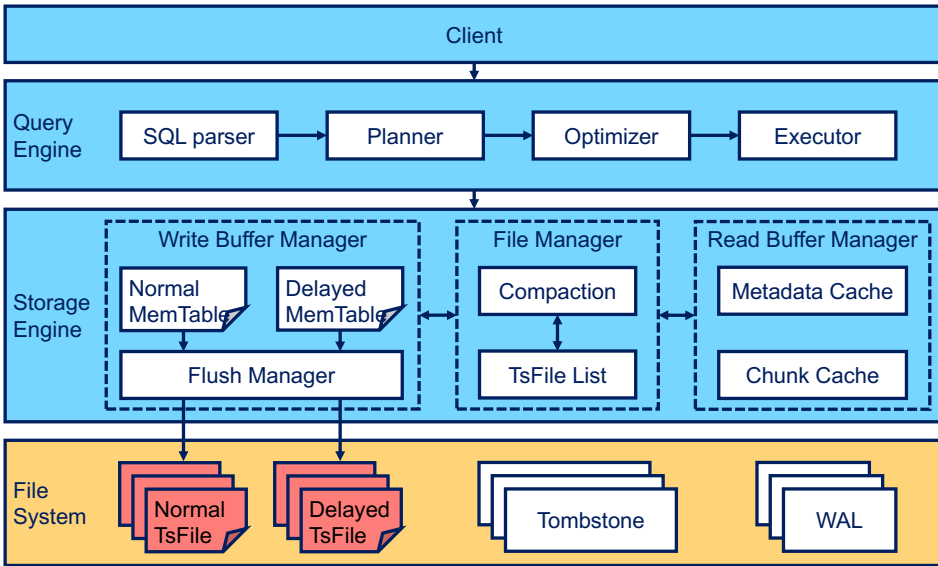 Client
Query
Engine
SQL parser
Planner
Optimizer
Executor
Storage
Engine
Write Buffer Manager
Normal
MemTable
Delayed
MemTable
Flush Manager
File Manager
Compaction
TsFile List
Read Buffer Manager
Metadata Cache
Chunk Cache
File
System
Normal
TsFile
Delayed
TsFile
Tombstone
WAL